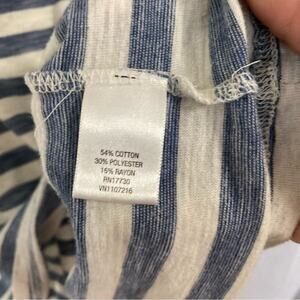 54% COTTON
30% POLYESTER
16% RAYON
RN17730
VN1107216